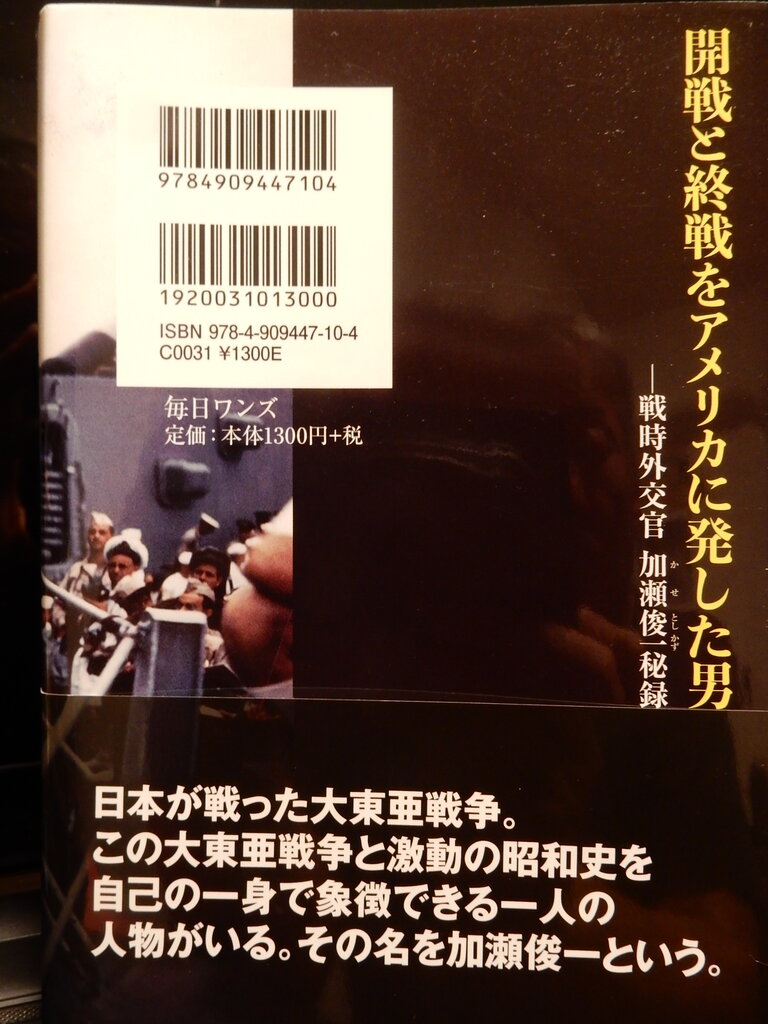 開戦と終戦をアメリカに発した男
―戦時外交官 加瀬俊一秘録
かせとしかず
9784909447104
1920031013000
ISBN 978-4-909447-10-4
C0031 ¥1300E
毎日ワンズ
定価：本体1300円+税
日本が戦った大東亜戦争。
この大東亜戦争と激動の昭和史を
自己の一身で象徴できる一人の
人物がいる。その名を加瀬俊一という。